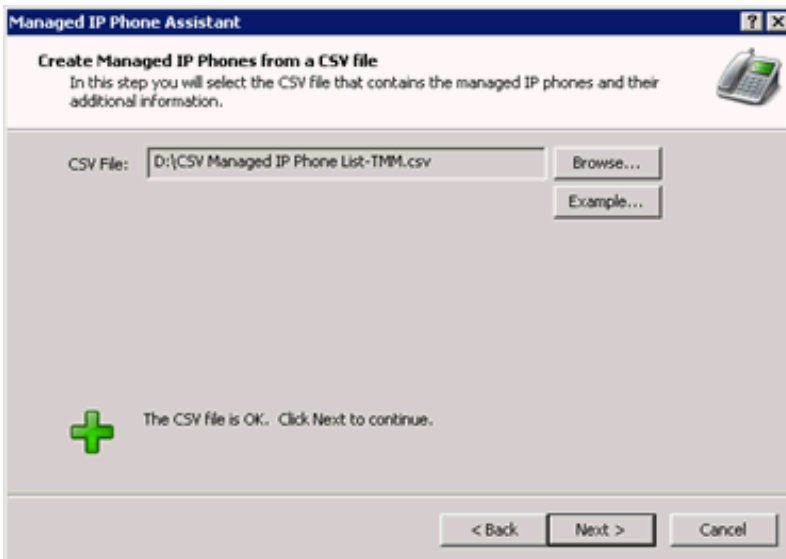 Managed IP Phone Assistant
Create Managed IP Phones from a CSV file
In this step you will select the CSV file that contains the managed IP phones and their
additional information.
CSV File: D:\CSV Managed IP Phone List-TMM.csv Browse...
Example...
The CSV file is OK. Click Next to continue.
< Back Next > Cancel